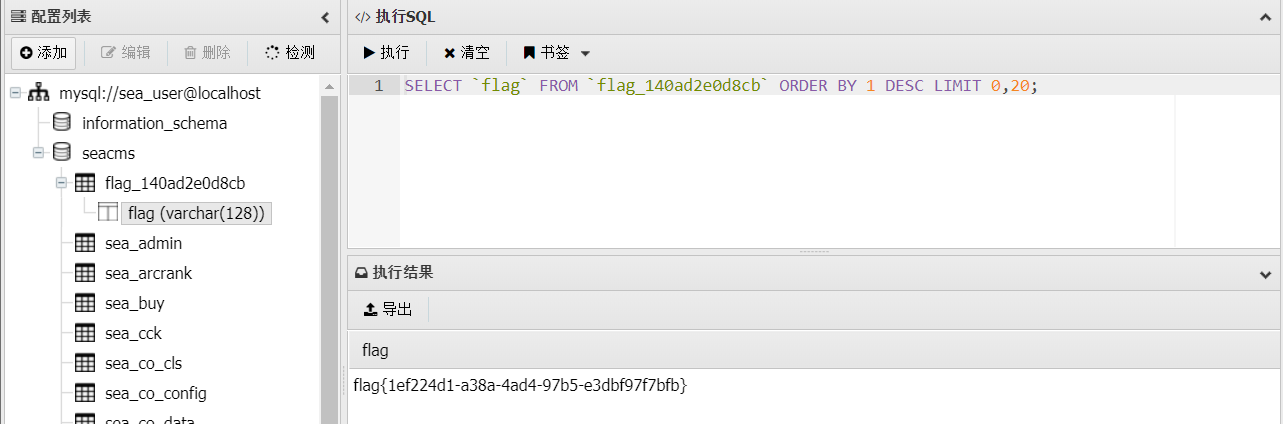 配置列表
添加 编辑 删除 检测
mysql://sea_user@localhost
information_schema
seacms
flag_140ad2e0d8cb
flag (varchar(128))
sea_admin
sea_arcrank
sea_buy
sea_cck
sea_co_cls
sea_co_config
sea_co_data
</> 执行SQL
执行 清空 书签
1 SELECT `flag` FROM `flag_140ad2e0d8cb` ORDER BY 1 DESC LIMIT 0,20;
执行结果
导出
flag
flag{1ef224d1-a38a-4ad4-97b5-e3dbf97f7bfb}